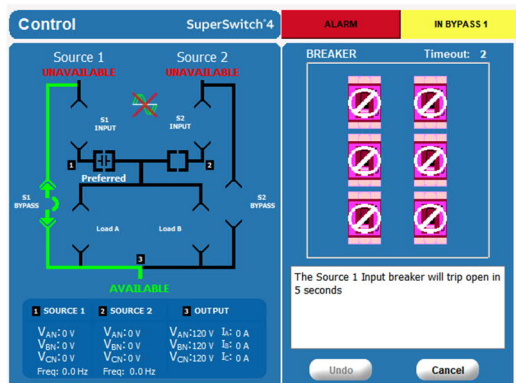 Control
SuperSwitch®4
ALARM
IN BYPASS 1
Source 1
UNAVAILABLE
Source 2
UNAVAILABLE
S1
INPUT
S2
INPUT
1
2
Preferred
S1
BYPASS
S2
BYPASS
Load A
Load B
3
AVAILABLE
1 SOURCE 1
VAN: 0 V
VBN: 0 V
VCN: 0 V
Freq: 0.0 Hz
2 SOURCE 2
VAN: 0 V
VBN: 0 V
VCN: 0 V
Freq: 0.0 Hz
3 OUTPUT
VAN:120 V IA: 0 A
VBN:120 V IB: 0 A
VCN:120 V IC: 0 A
BREAKER
Timeout: 2
The Source 1 Input breaker will trip open in
5 seconds
Undo
Cancel